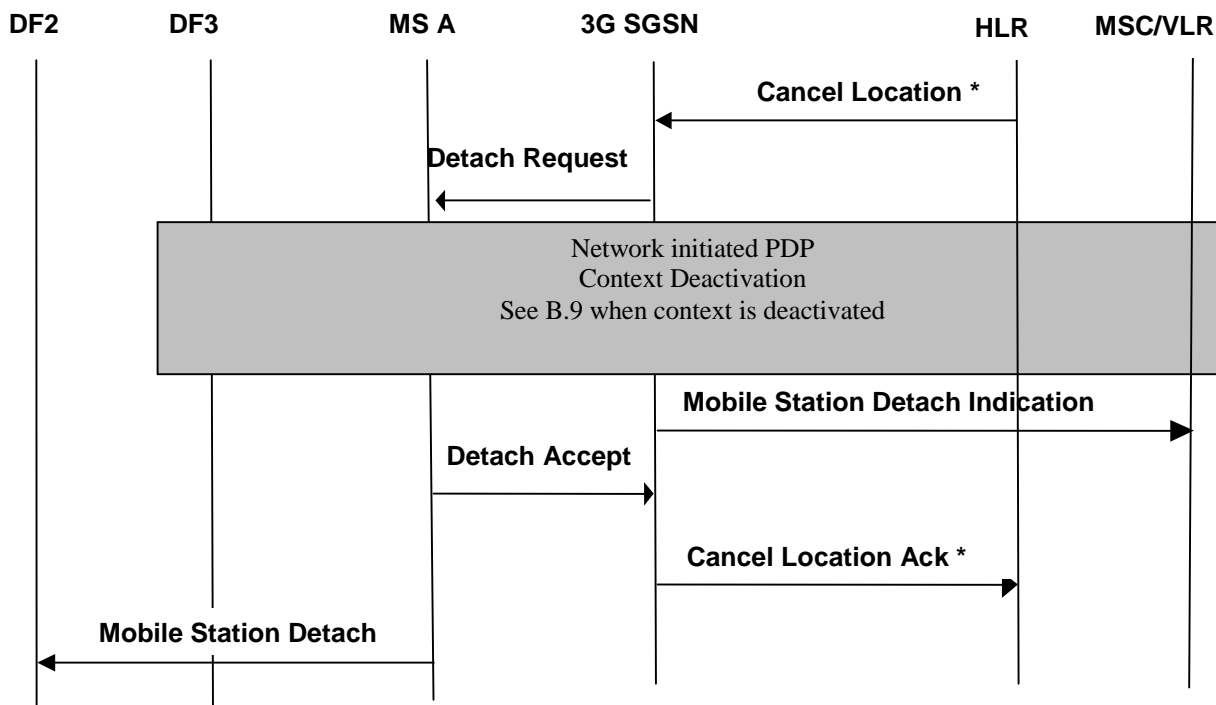 DF2 DF3 MS A 3G SGSN HLR MSC/VLR
Cancel Location *
Detach Request
Network initiated PDP
Context Deactivation
See B.9 when context is deactivated
Mobile Station Detach Indication
Detach Accept
Cancel Location Ack *
Mobile Station Detach